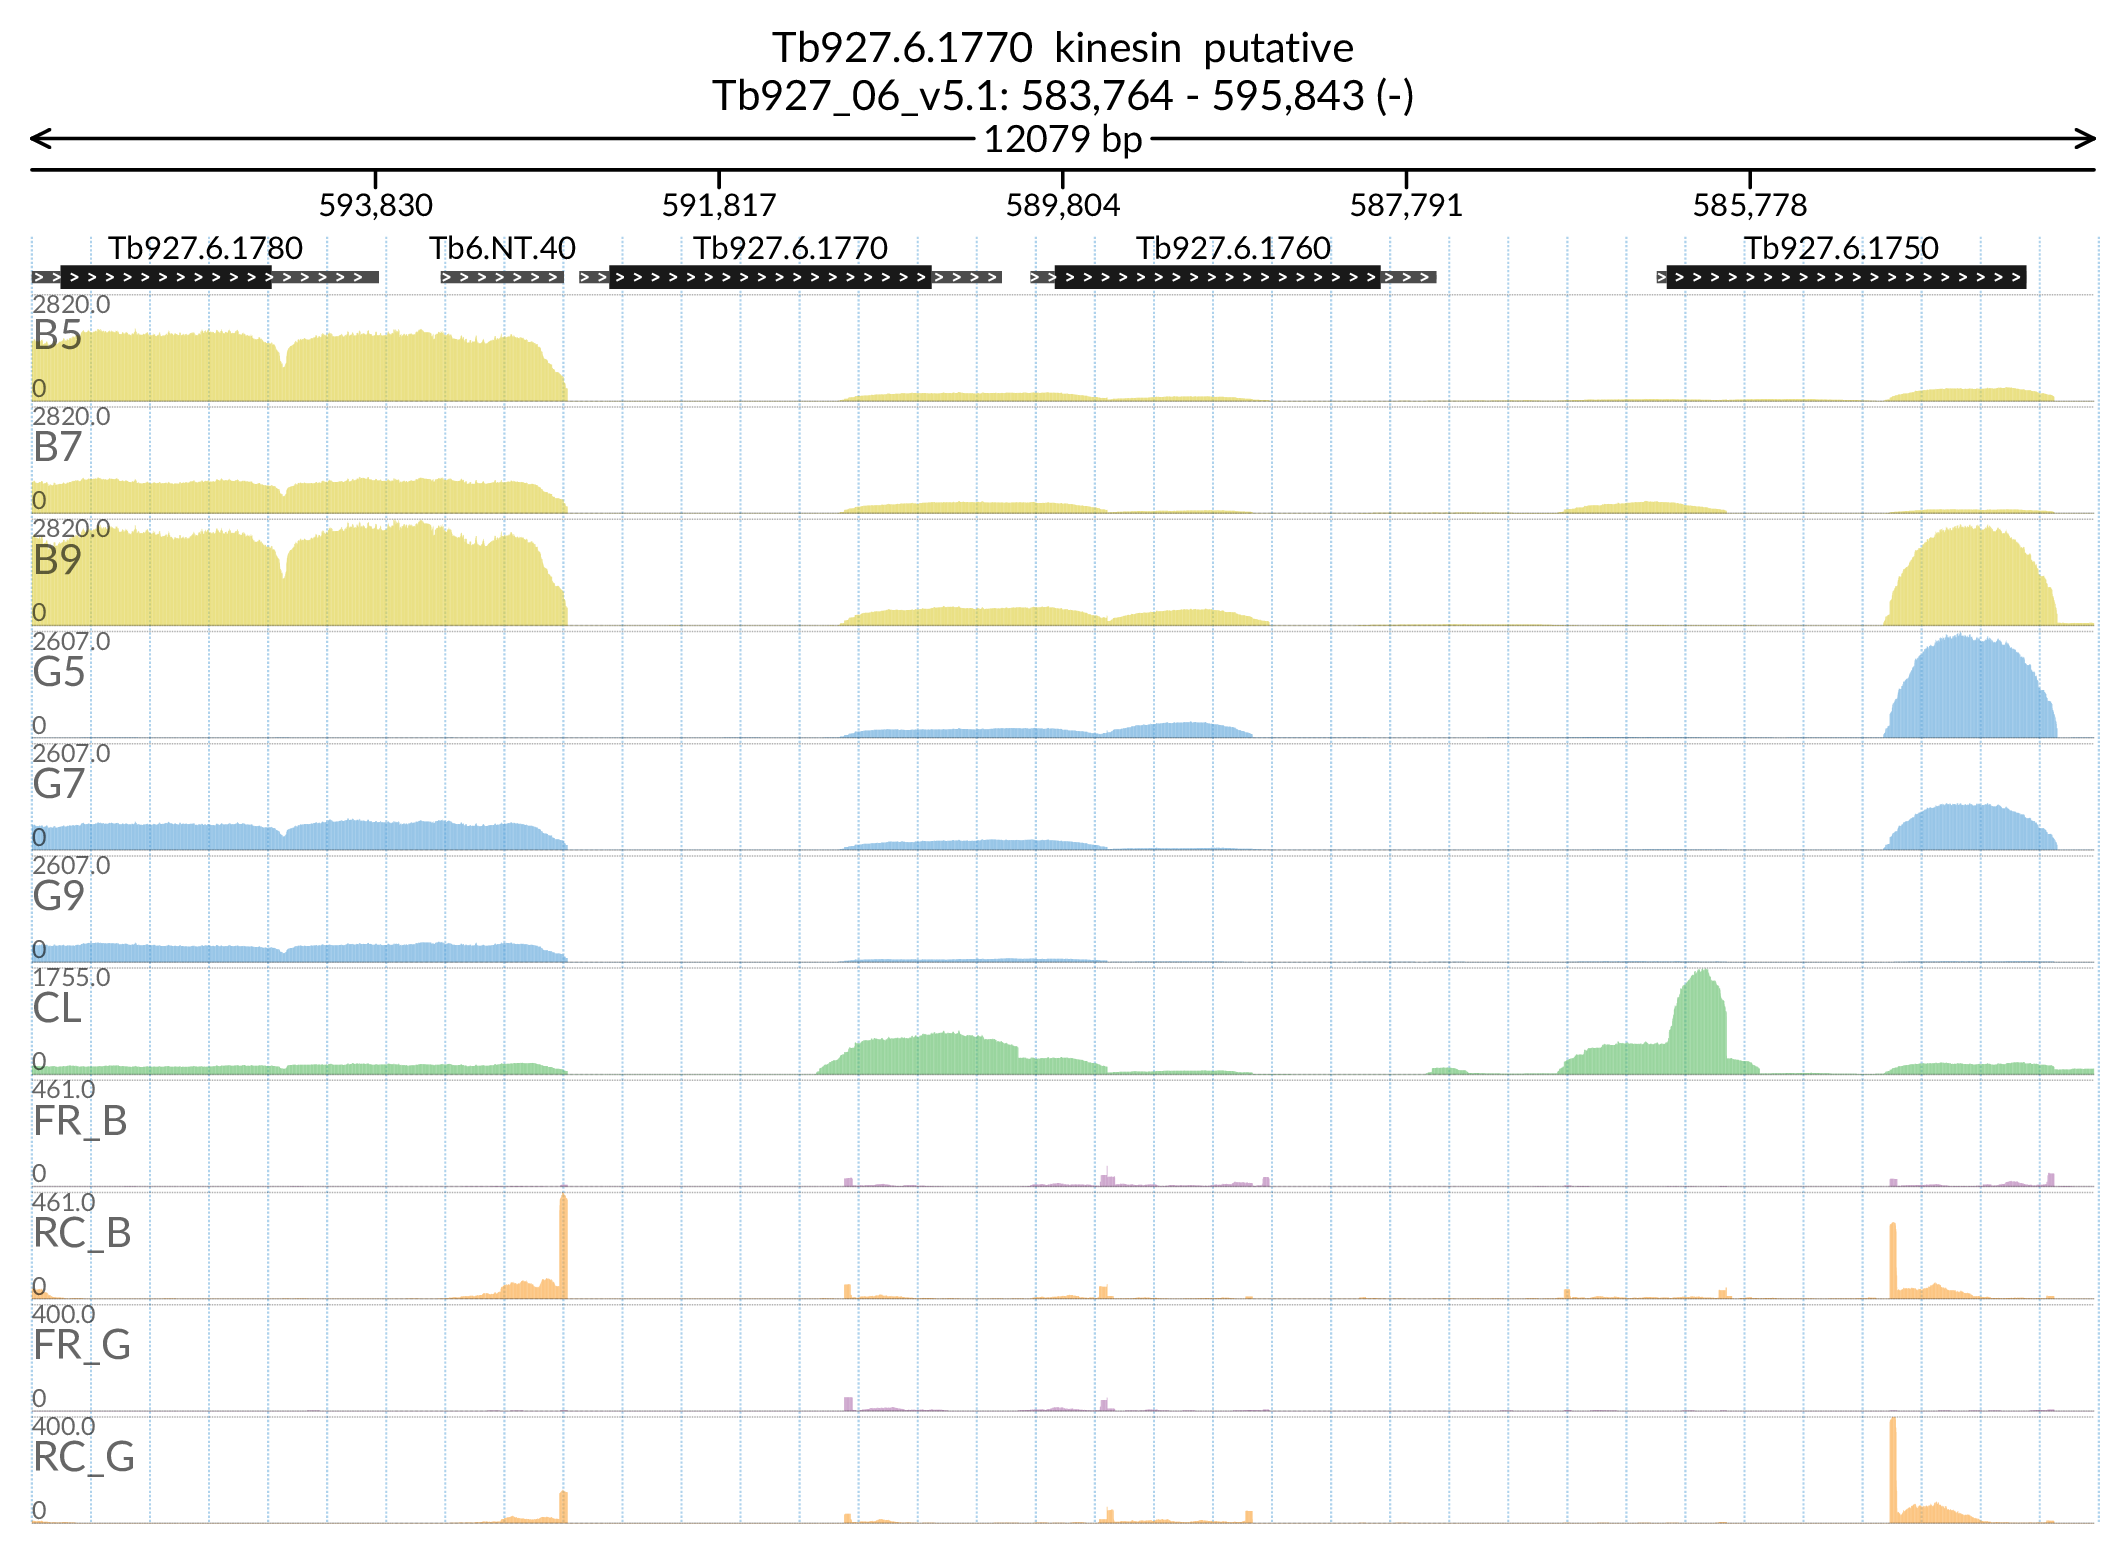 Tb927.6.1770 kinesin putative
Tb927_06_v5.1: 583,764 - 595,843 (-)
12079 bp
593,830 591,817 589,804 587,791 585,778
Tb927.6.1780 Tb6.NT.40 Tb927.6.1770 Tb927.6.1760 Tb927.6.1750
2820.0
B5
0
2820.0
B7
0
2820.0
B9
0
2607.0
G5
0
2607.0
G7
0
2607.0
G9
0
1755.0
CL
0
461.0
FR_B
0
461.0
RC_B
0
400.0
FR_G
0
400.0
RC_G
0